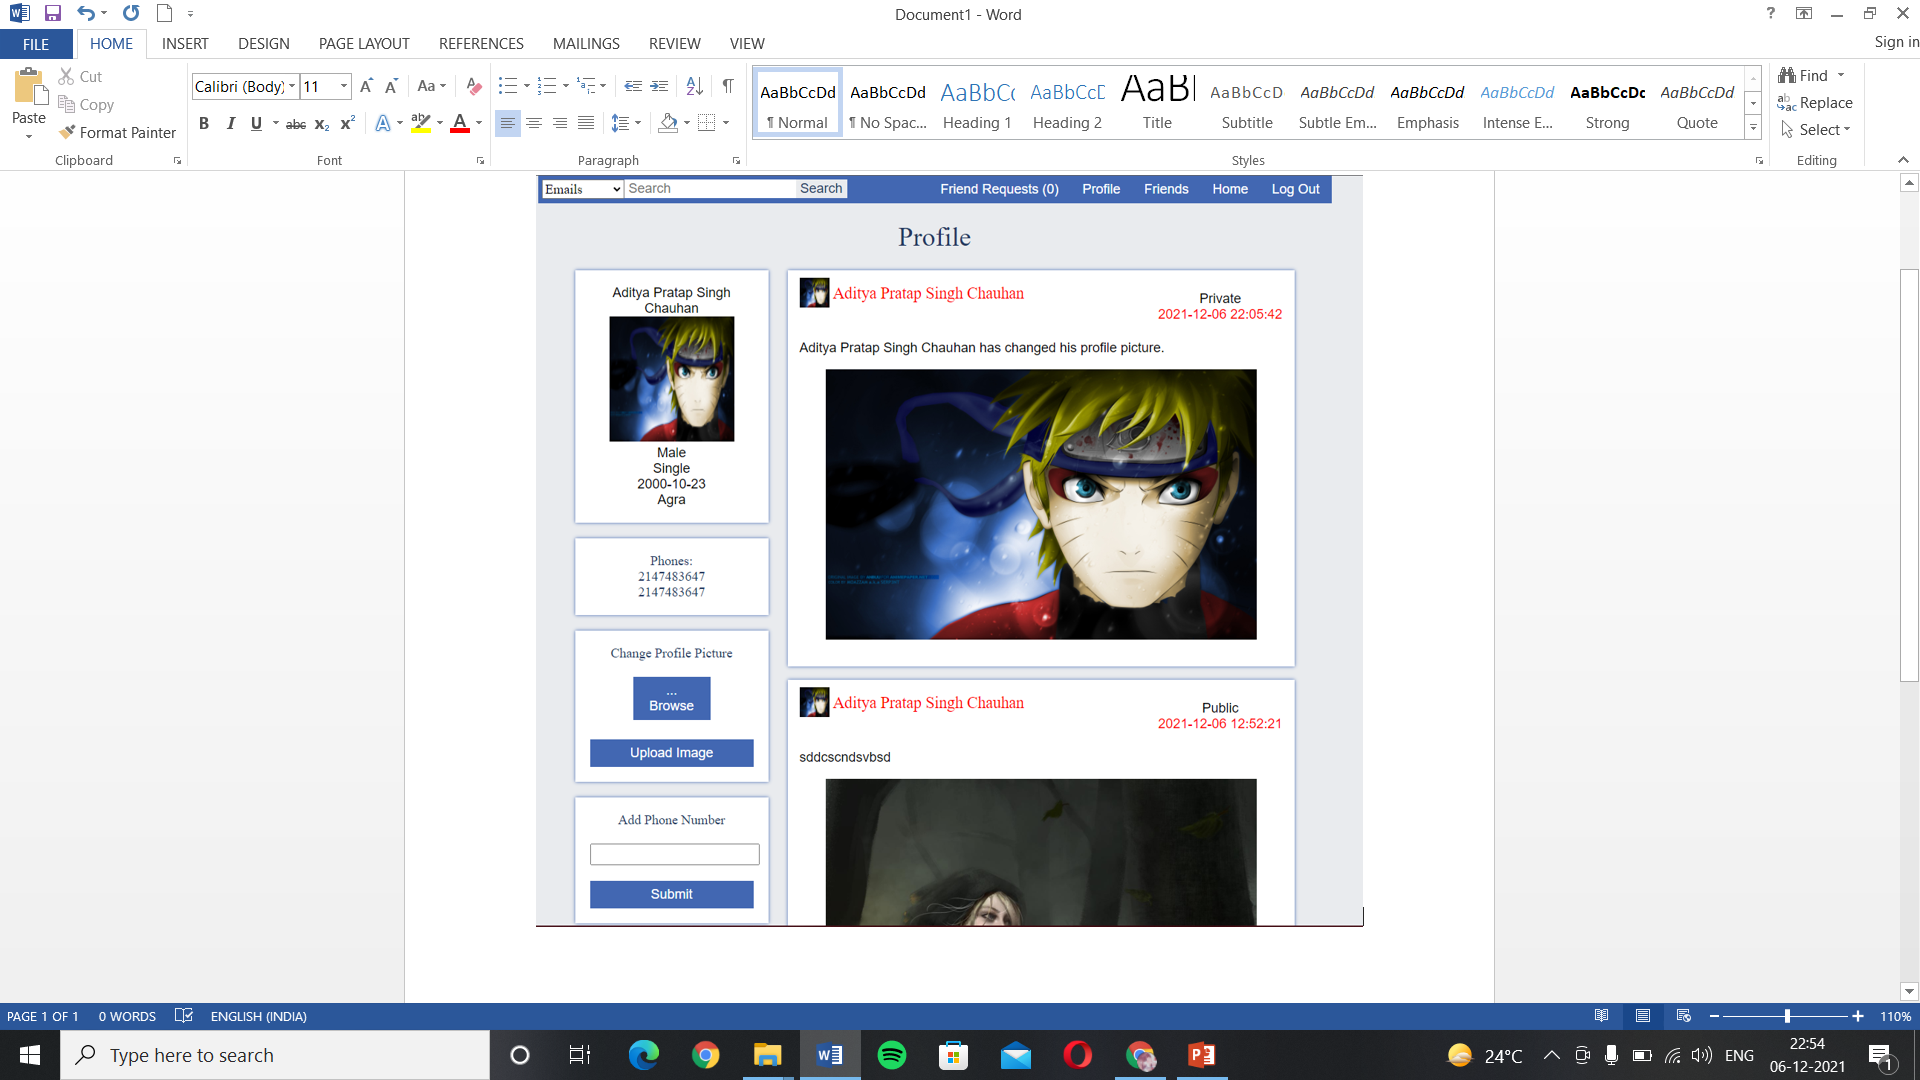 Document1 - Word
?
Sign in
FILE HOME INSERT DESIGN PAGE LAYOUT REFERENCES MAILINGS REVIEW VIEW
Paste
Cut
Copy
Format Painter
Clipboard
Calibri (Body) 11
Aa
B I U abc x₂ x²
A ab A
Font
Paragraph
AaBbCcDd AaBbCcDd AaBbCc AaBbCcD AaBl AaBbCcD AaBbCcDd AaBbCcDd AaBbCcDd AaBbCcDc AaBbCcDd
¶ Normal ¶ No Spac... Heading 1 Heading 2 Title Subtitle Subtle Em... Emphasis Intense E... Strong Quote
Styles
Find
Replace
Select
Editing
Emails Search Search Friend Requests (0) Profile Friends Home Log Out
Profile
Aditya Pratap Singh
Chauhan
Male
Single
2000-10-23
Agra
Phones:
2147483647
2147483647
Change Profile Picture
...
Browse
Upload Image
Add Phone Number
Submit
Aditya Pratap Singh Chauhan
Private
2021-12-06 22:05:42
Aditya Pratap Singh Chauhan has changed his profile picture.
Aditya Pratap Singh Chauhan
Public
2021-12-06 12:52:21
sddcscndsvbsd
PAGE 1 OF 1 0 WORDS ENGLISH (INDIA) 110%
Type here to search
24°C ENG
22:54
06-12-2021
1